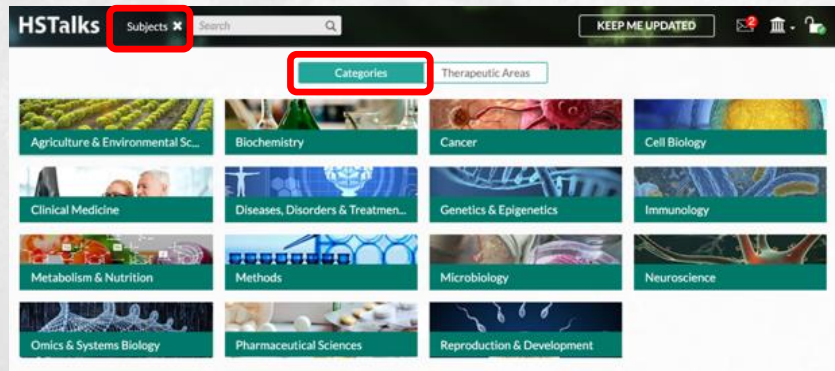 HSTalks Subjects × Search KEEP ME UPDATED 2
Categories Therapeutic Areas
Agriculture & Environmental Sc... Biochemistry Cancer Cell Biology
Clinical Medicine Diseases, Disorders & Treatmen... Genetics & Epigenetics Immunology
Metabolism & Nutrition Methods Microbiology Neuroscience
Omics & Systems Biology Pharmaceutical Sciences Reproduction & Development